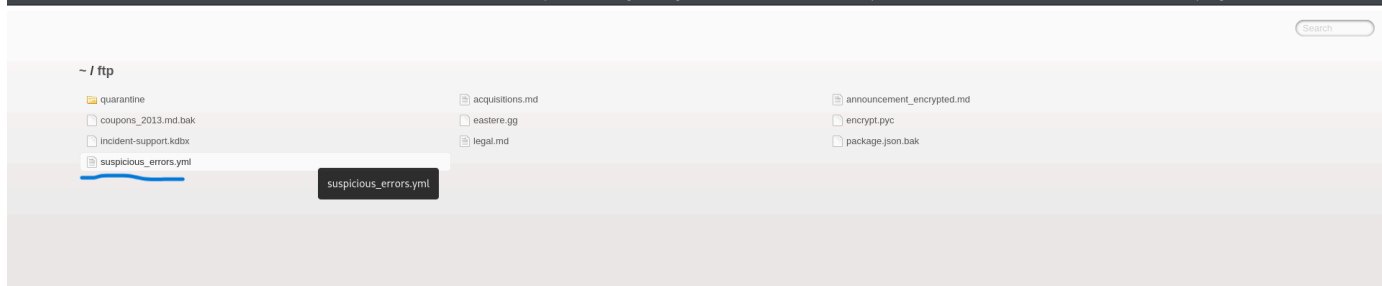 Search
~ / ftp
quarantine acquisitions.md announcement_encrypted.md
coupons_2013.md.bak eastere.gg encrypt.pyc
incident-support.kdbx legal.md package.json.bak
suspicious_errors.yml
suspicious_errors.yml